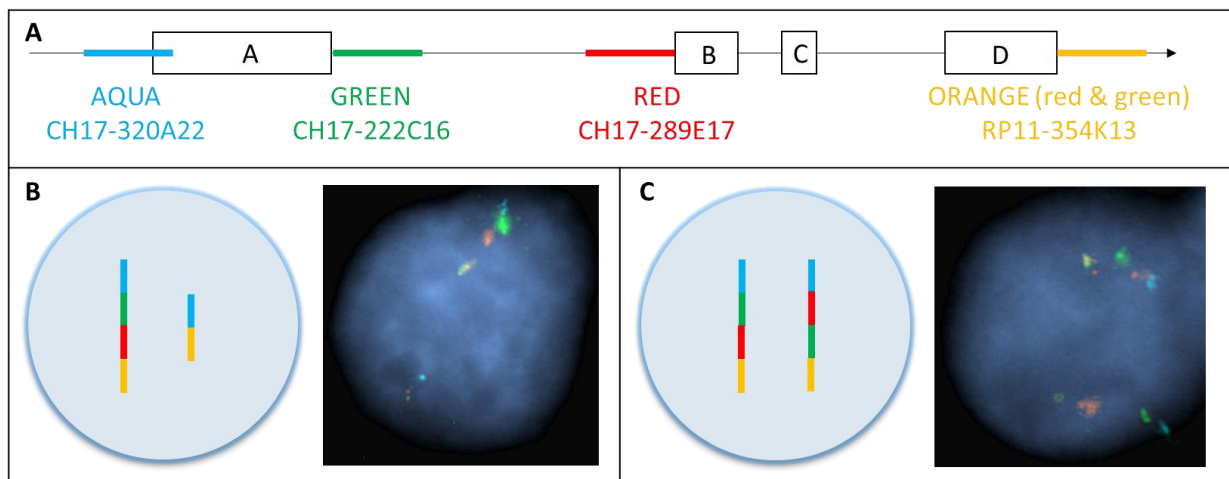 A
A
B
C
D
AQUA
CH17-320A22
GREEN
CH17-222C16
RED
CH17-289E17
ORANGE (red & green)
RP11-354K13
B
C